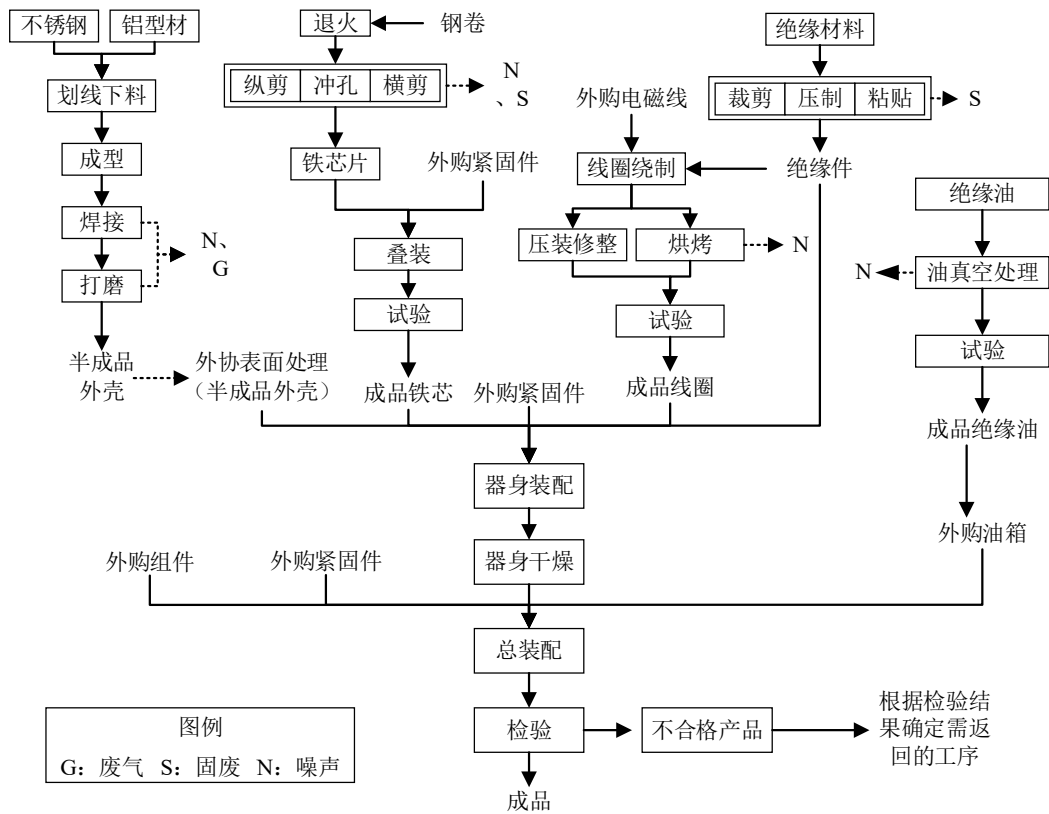 不锈钢
铝型材
退火
钢卷
绝缘材料
纵剪
冲孔
横剪
N
、S
裁剪
压制
粘贴
S
划线下料
外购电磁线
成型
铁芯片
外购紧固件
线圈绕制
绝缘件
绝缘油
焊接
N、
G
打磨
叠装
压装修整
烘烤
N
N
油真空处理
试验
试验
试验
半成品
外壳
外协表面处理
（半成品外壳）
成品铁芯
外购紧固件
成品线圈
成品绝缘油
器身装配
外购油箱
外购组件
外购紧固件
器身干燥
总装配
图例
G：废气 S：固废 N：噪声
检验
不合格产品
根据检验结
果确定需返
回的工序
成品